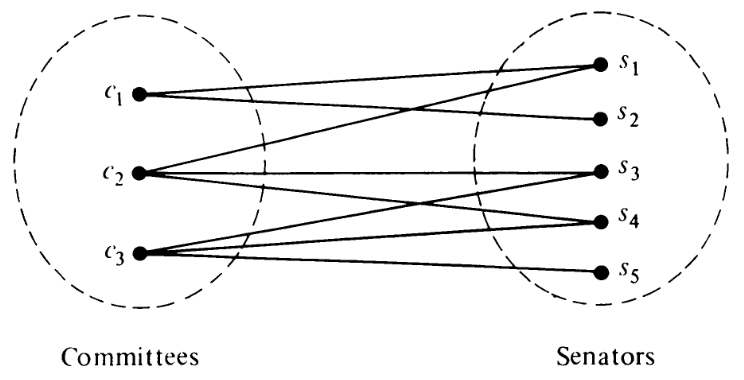 c₁
c₂
c₃
s₁
s₂
s₃
s₄
s₅
Committees
Senators